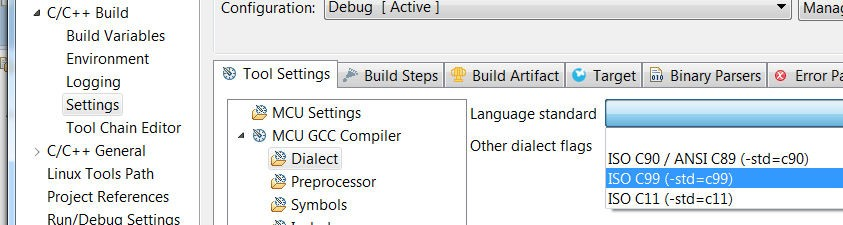 C/C++ Build
Build Variables
Environment
Logging
Settings
Tool Chain Editor
C/C++ General
Linux Tools Path
Project References
Run/Debug Settings
Configuration: Debug [ Active ] Manag
Tool Settings Build Steps Build Artifact Target Binary Parsers Error Pa
MCU Settings
MCU GCC Compiler
Dialect
Preprocessor
Symbols
Language standard
Other dialect flags
ISO C90 / ANSI C89 (-std=c90)
ISO C99 (-std=c99)
ISO C11 (-std=c11)